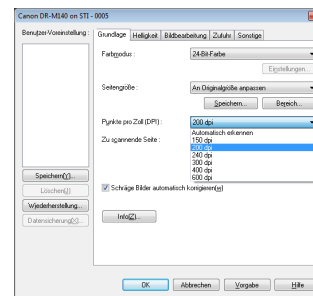 Canon DR-M140 on STI - 0005
Benutzer-Voreinstellung :
Grundlage Helligkeit Bildbearbeitung Zufuhr Sonstige
Farbmodus :
24-Bit-Farbe
Einstellungen...
Seitengröße :
An Originalgröße anpassen
Speichern...
Bereich...
Punkte pro Zoll (DPI) :
200 dpi
Automatisch erkennen
150 dpi
200 dpi
240 dpi
300 dpi
400 dpi
600 dpi
Zu scannende Seite :
Schräge Bilder automatisch korrigieren(w)
Speichern(Y)...
Löschen(J)
Wiederherstellung...
Datensicherung(X)...
Info(Z)...
OK Abbrechen Vorgabe Hilfe